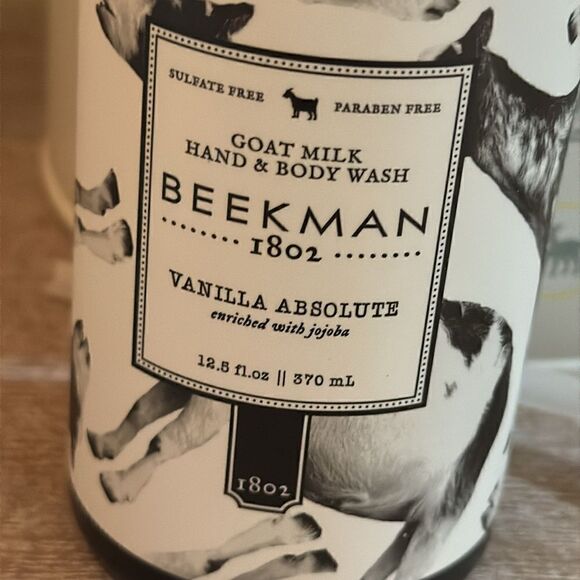 SULFATE FREE
PARABEN FREE
GOAT MILK
HAND & BODY WASH
BEEKMAN
1802
VANILLA ABSOLUTE
enriched with jojoba
12.5 fl.oz || 370 mL
1802